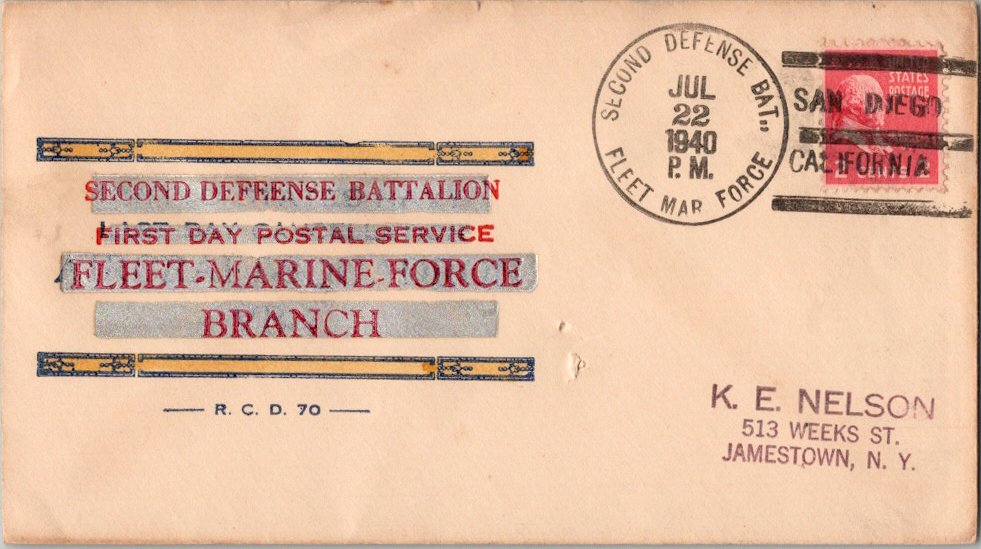 SECOND DEFENSE BAT.,
FLEET MAR FORCE
JUL
22
1940
P. M.
STATES
POSTAGE
SAN DIEGO
CALIFORNIA
SECOND DEFEENSE BATTALION
FIRST DAY POSTAL SERVICE
FLEET-MARINE-FORCE
BRANCH
R. C. D. 70
K. E. NELSON
513 WEEKS ST.
JAMESTOWN, N. Y.